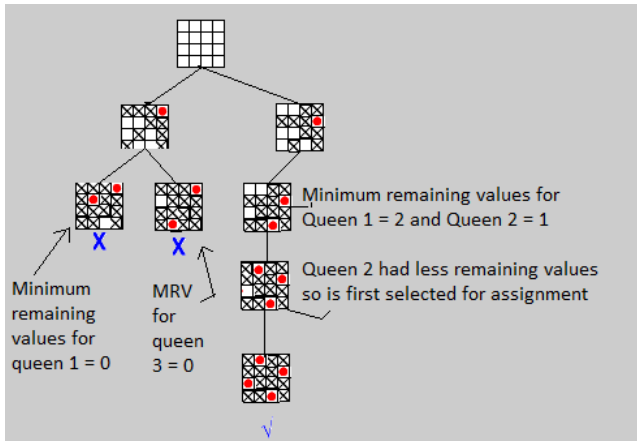 Minimum remaining values for
Queen 1 = 2 and Queen 2 = 1
X
X
Queen 2 had less remaining values
so is first selected for assignment
Minimum
remaining
values for
queen 1 = 0
MRV
for
queen
3 = 0
√